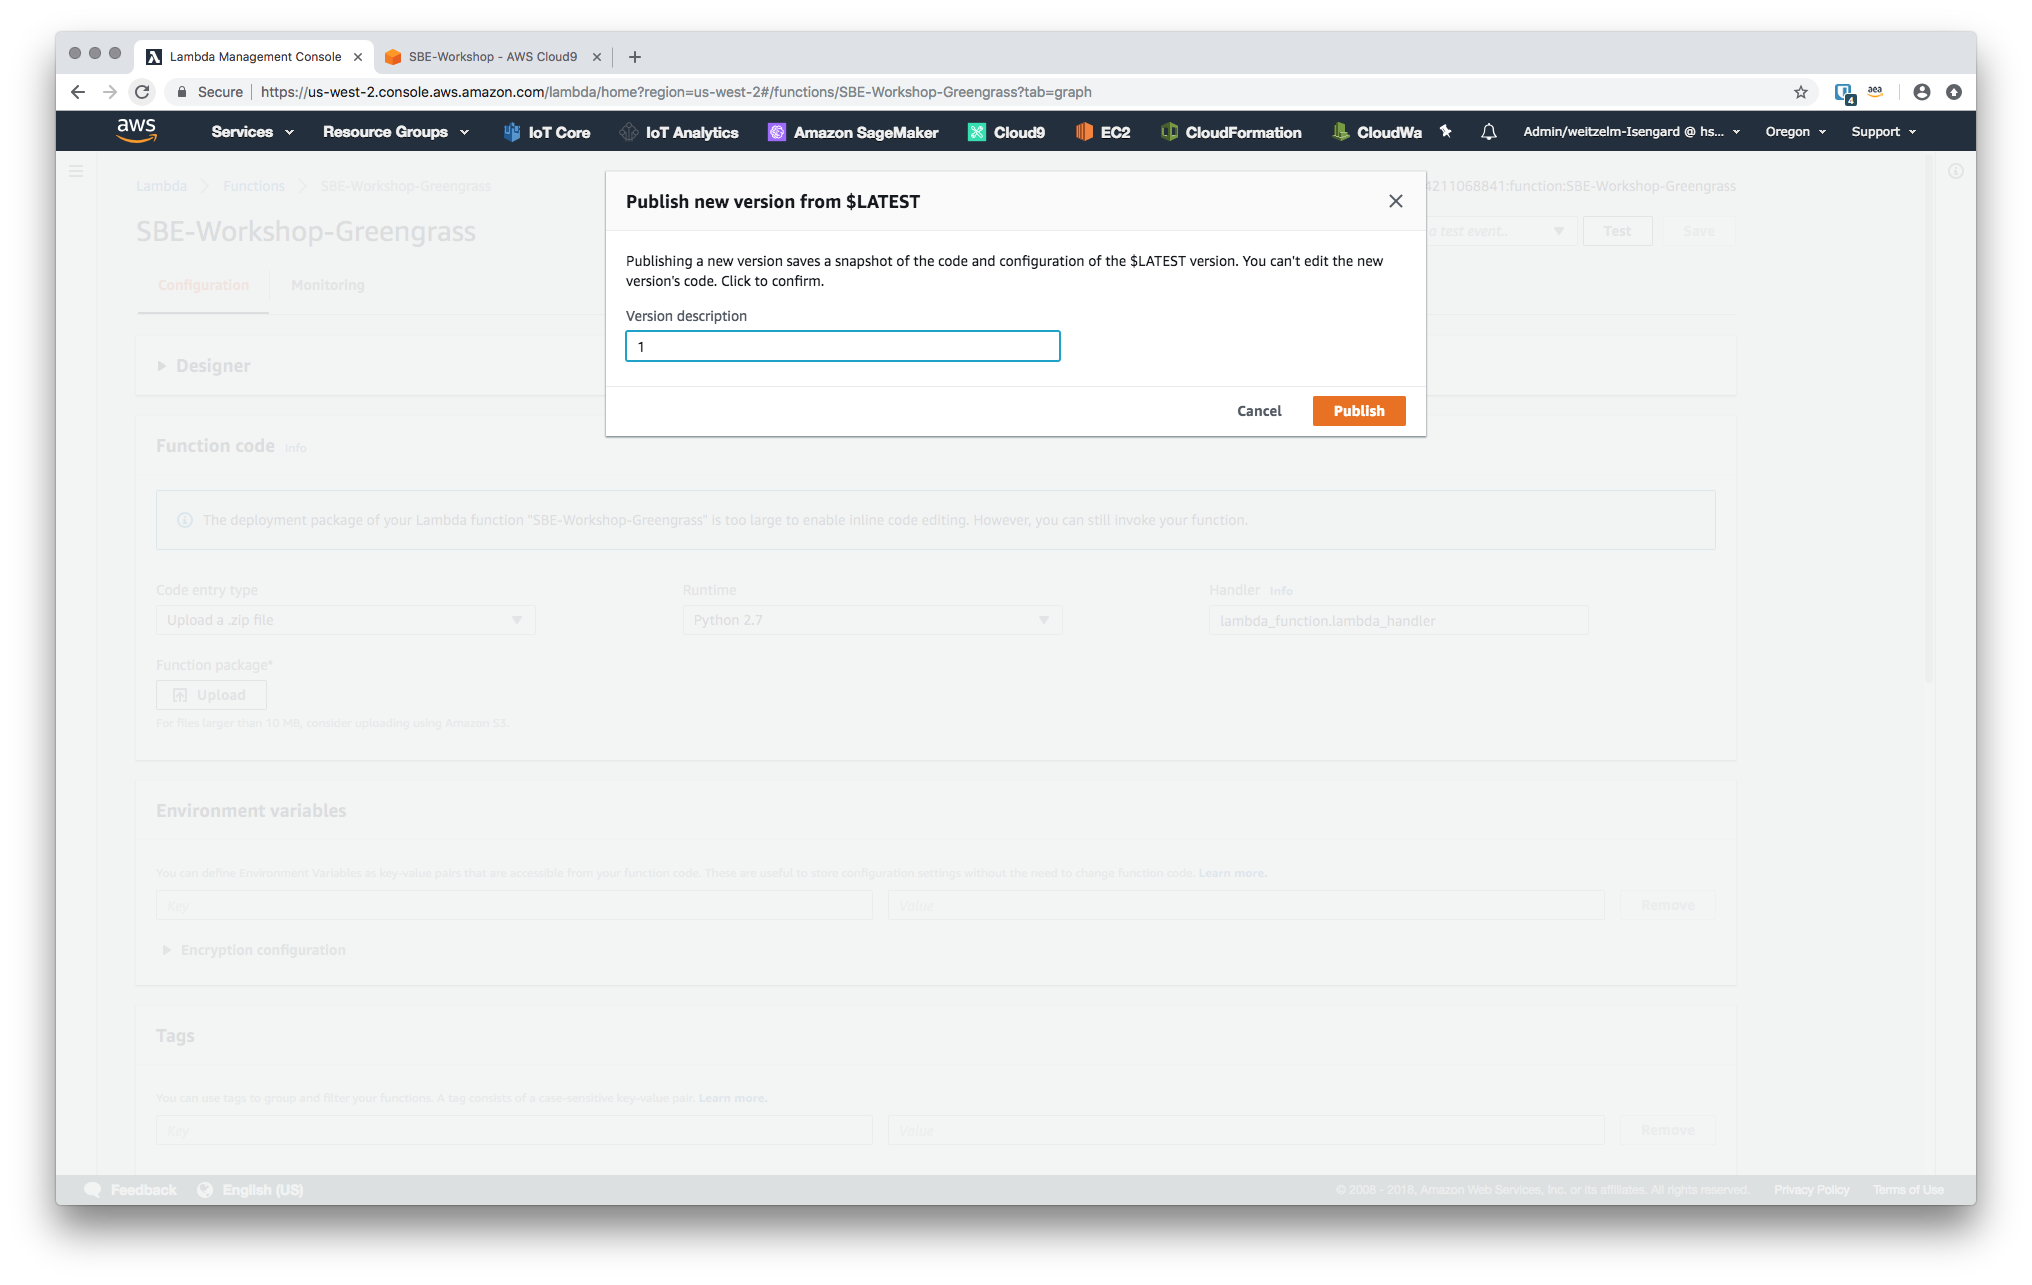 Lambda Management Console
SBE-Workshop - AWS Cloud9
Secure https://us-west-2.console.aws.amazon.com/lambda/home?region=us-west-2#/functions/SBE-Workshop-Greengrass?tab=graph
4
aea
aws Services Resource Groups IoT Core IoT Analytics Amazon SageMaker Cloud9 EC2 CloudFormation CloudWa Admin/weitzelm-Isengard @ hs... Oregon Support
Lambda Functions SBE-Workshop-Greengrass
4211068841:function:SBE-Workshop-Greengrass
SBE-Workshop-Greengrass
a test event.. Test Save
Configuration Monitoring
Publish new version from $LATEST
Publishing a new version saves a snapshot of the code and configuration of the $LATEST version. You can't edit the new
version's code. Click to confirm.
Version description
1
Cancel Publish
Designer
Function code Info
The deployment package of your Lambda function "SBE-Workshop-Greengrass" is too large to enable inline code editing. However, you can still invoke your function.
Code entry type Runtime Handler Info
Upload a .zip file Python 2.7 lambda_function.lambda_handler
Function package*
Upload
For files larger than 10 MB, consider uploading using Amazon S3.
Environment variables
You can define Environment Variables as key-value pairs that are accessible from your function code. These are useful to store configuration settings without the need to change function code. Learn more.
Key Value Remove
Encryption configuration
Tags
You can use tags to group and filter your functions. A tag consists of a case-sensitive key-value pair. Learn more.
Key Value Remove
Feedback English (US) © 2008 - 2018, Amazon Web Services, Inc. or its affiliates. All rights reserved. Privacy Policy Terms of Use